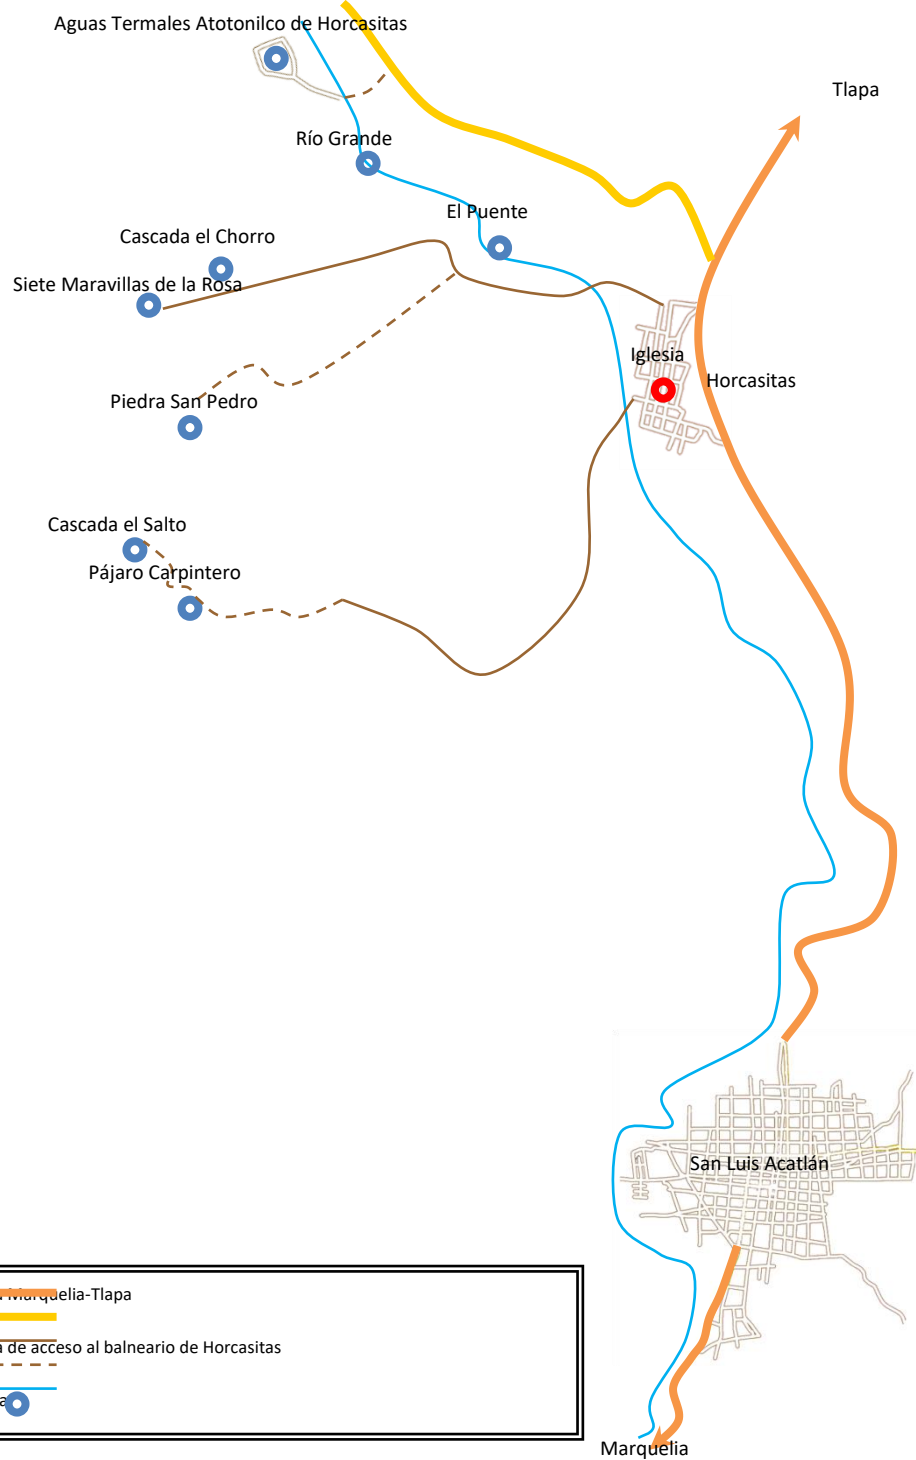 Aguas Termales Atotonilco de Horcasitas
Tlapa
Río Grande
El Puente
Cascada el Chorro
Siete Maravillas de la Rosa
Iglesia
Horcasitas
Piedra San Pedro
Cascada el Salto
Pájaro Carpintero
San Luis Acatlán
Marquelia-Tlapa
de acceso al balneario de Horcasitas
Marquelia